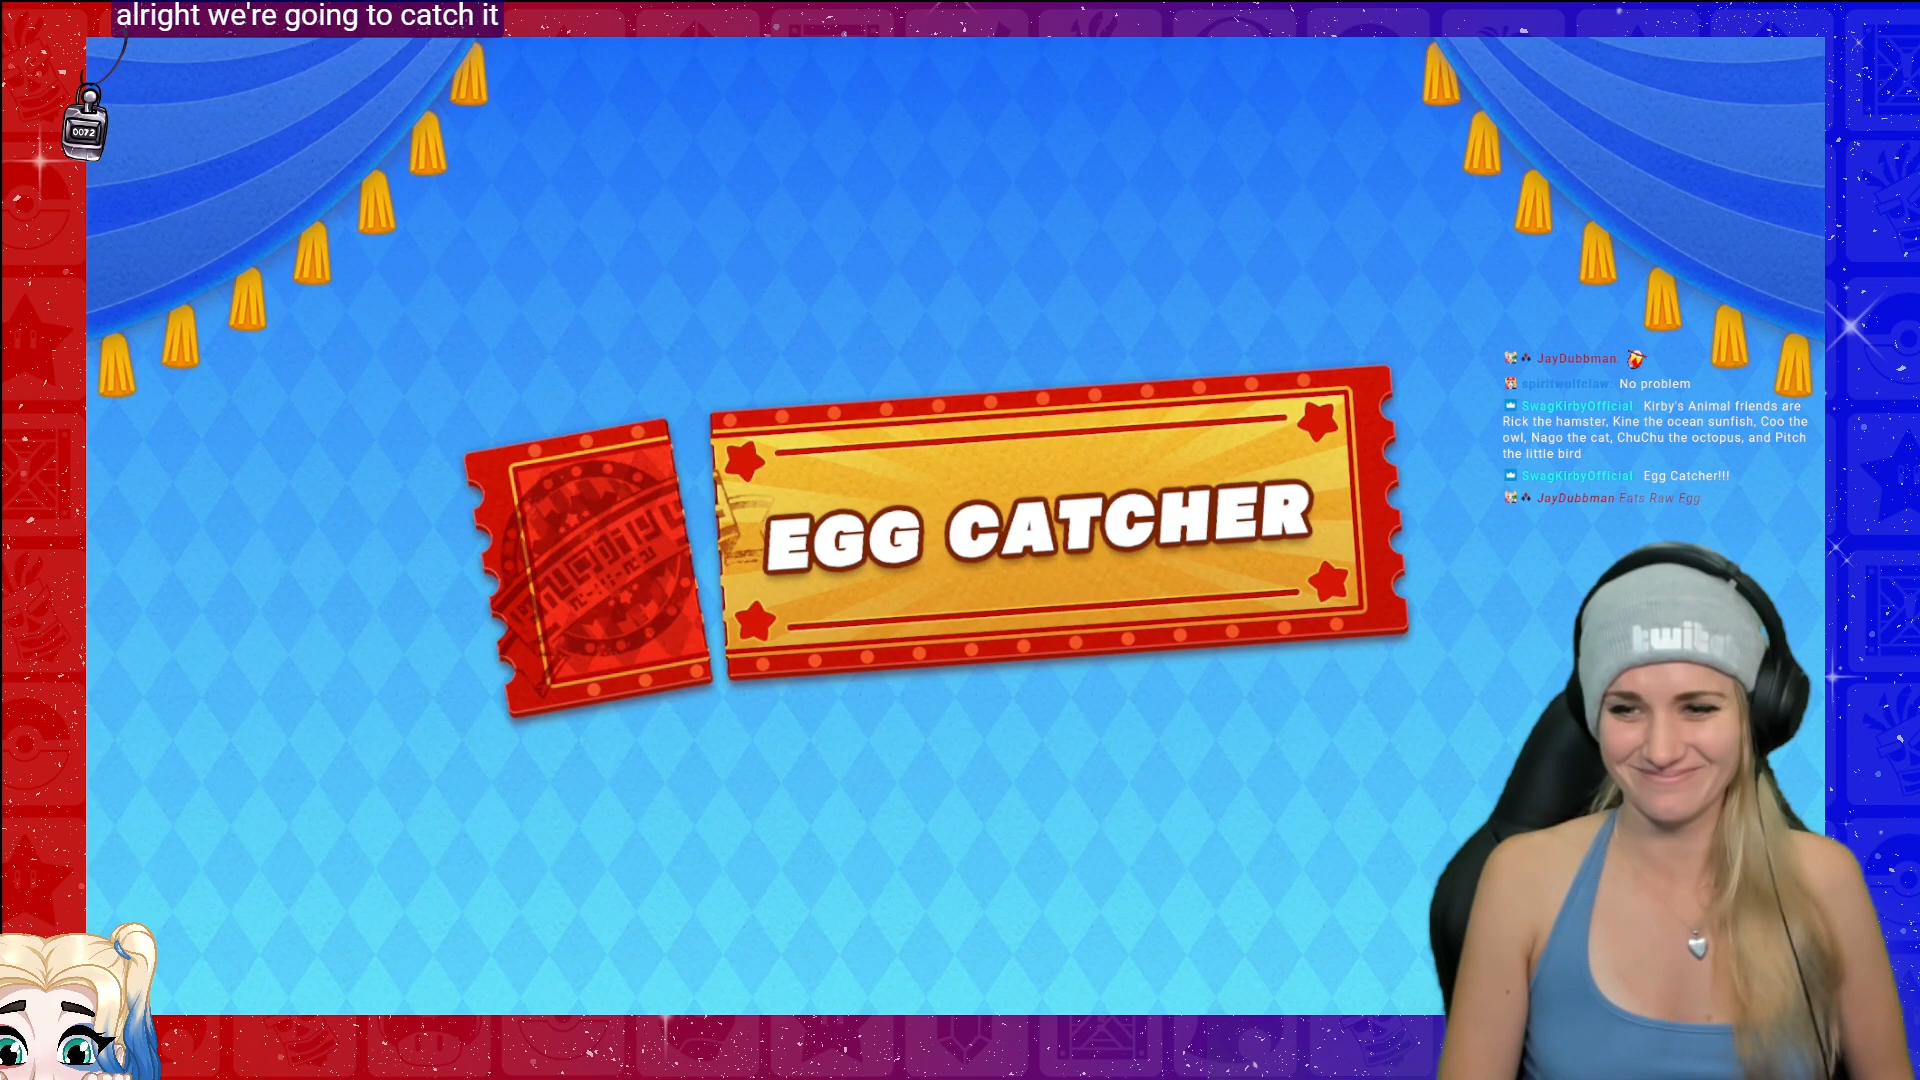 alright we're going to catch it
0072
JayDubbman:
spiritwolfclaw: No problem
SwagKirbyOfficial Kirby's Animal friends are
Rick the hamster, Kine the ocean sunfish, Coo the
owl, Nago the cat, ChuChu the octopus, and Pitch
the little bird
SwagKirbyOfficial Egg Catcher!!!
JayDubbman Eats Raw Egg
EGG CATCHER
twitch